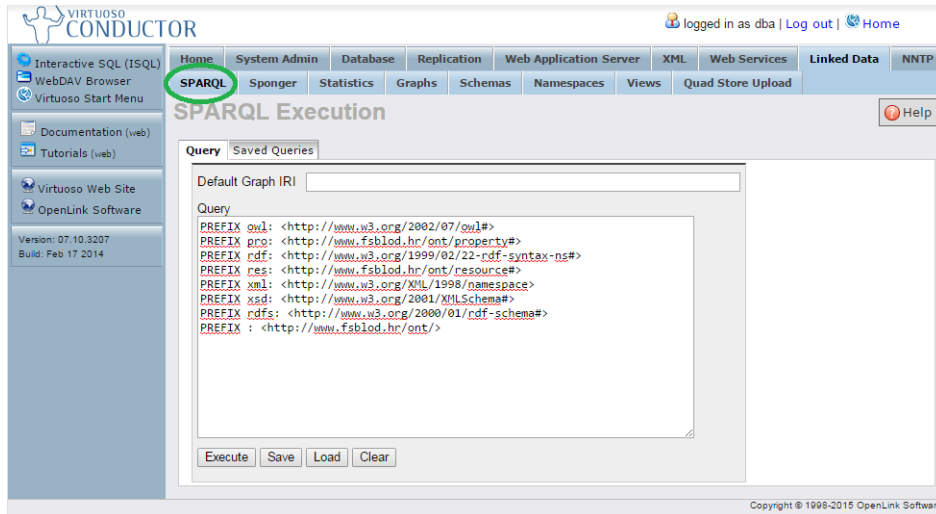 VIRTUOSO
CONDUCTOR
logged in as dba | Log out | Home
Interactive SQL (ISQL)
WebDAV Browser
Virtuoso Start Menu
Documentation (web)
Tutorials (web)
Virtuoso Web Site
OpenLink Software
Version: 07.10.3207
Build: Feb 17 2014
Home System Admin Database Replication Web Application Server XML Web Services Linked Data NNTP
SPARQL Sponger Statistics Graphs Schemas Namespaces Views Quad Store Upload
SPARQL Execution
Help
Query Saved Queries
Default Graph IRI
Query
PREFIX owl: <http://www.w3.org/2002/07/owl#>
PREFIX pro: <http://www.fsblod.hr/ont/property#>
PREFIX rdf: <http://www.w3.org/1999/02/22-rdf-syntax-ns#>
PREFIX res: <http://www.fsblod.hr/ont/resource#>
PREFIX xml: <http://www.w3.org/XML/1998/namespace>
PREFIX xsd: <http://www.w3.org/2001/XMLSchema#>
PREFIX rdfs: <http://www.w3.org/2000/01/rdf-schema#>
PREFIX : <http://www.fsblod.hr/ont/>
Execute Save Load Clear
Copyright © 1998-2015 OpenLink Softwar